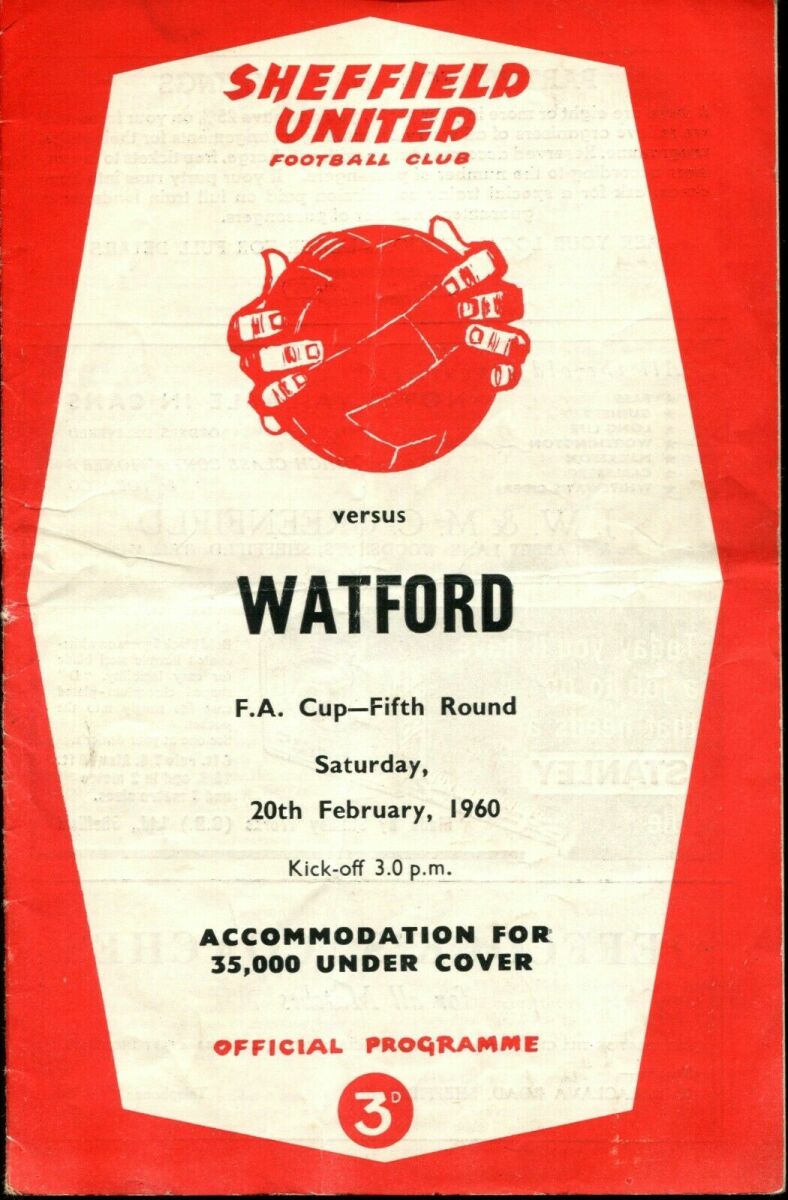 SHEFFIELD
UNITED
FOOTBALL CLUB
versus
WATFORD
F.A. Cup—Fifth Round
Saturday,
20th February, 1960
Kick-off 3.0 p.m.
ACCOMMODATION FOR
35,000 UNDER COVER
OFFICIAL PROGRAMME
3D